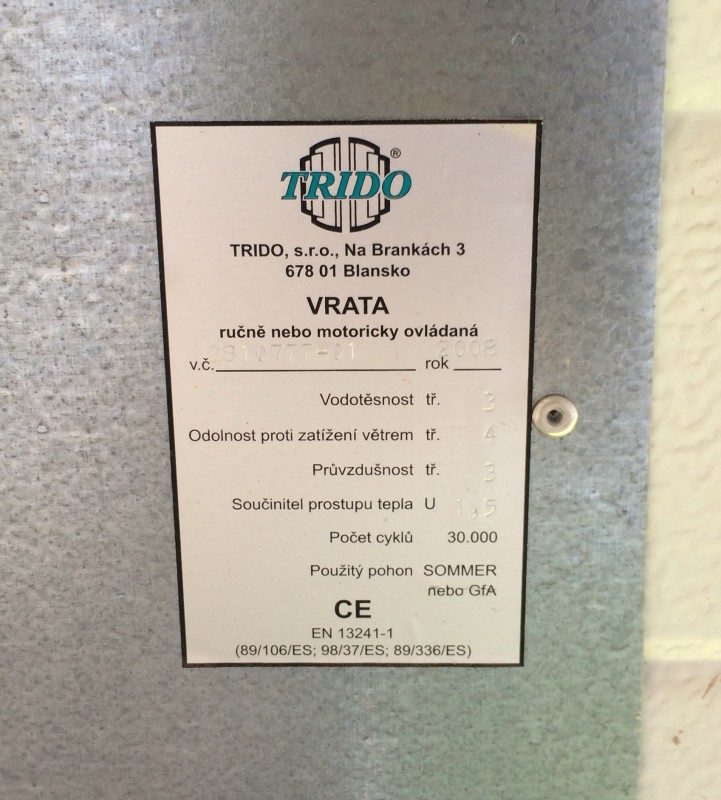 TRIDO®
TRIDO, s.r.o., Na Brankách 3
678 01 Blansko
VRATA
ručně nebo motoricky ovládaná
v.č. 0810777-01 rok 2008
Vodotěsnost tř. 3
Odolnost proti zatížení větrem tř. 4
Průvzdušnost tř. 3
Součinitel prostupu tepla U 1,5
Počet cyklů 30.000
Použitý pohon SOMMER
nebo GfA
CE
EN 13241-1
(89/106/ES; 98/37/ES; 89/336/ES)